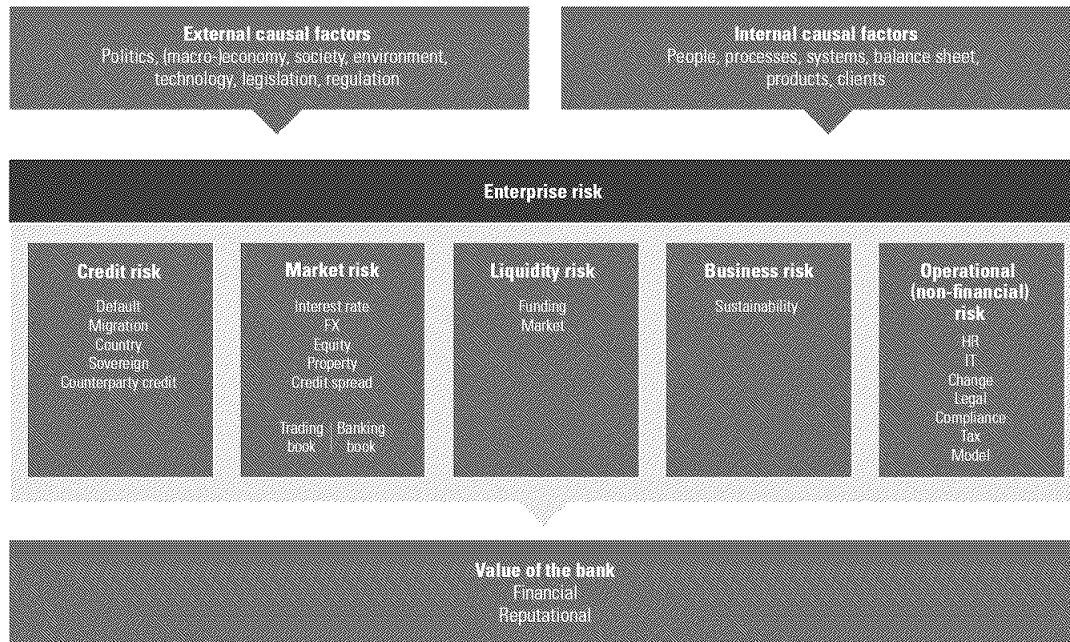 External causal factors
Politics, (macro-)economy, society, environment,
technology, legislation, regulation
Internal causal factors
People, processes, systems, balance sheet,
products, clients
Enterprise risk
Credit risk
Default
Migration
Country
Sovereign
Counterparty credit
Market risk
Interest rate
FX
Equity
Property
Credit spread
Trading
book
Banking
book
Liquidity risk
Funding
Market
Business risk
Sustainability
Operational
(non-financial)
risk
HR
IT
Change
Legal
Compliance
Tax
Model
Value of the bank
Financial
Reputational